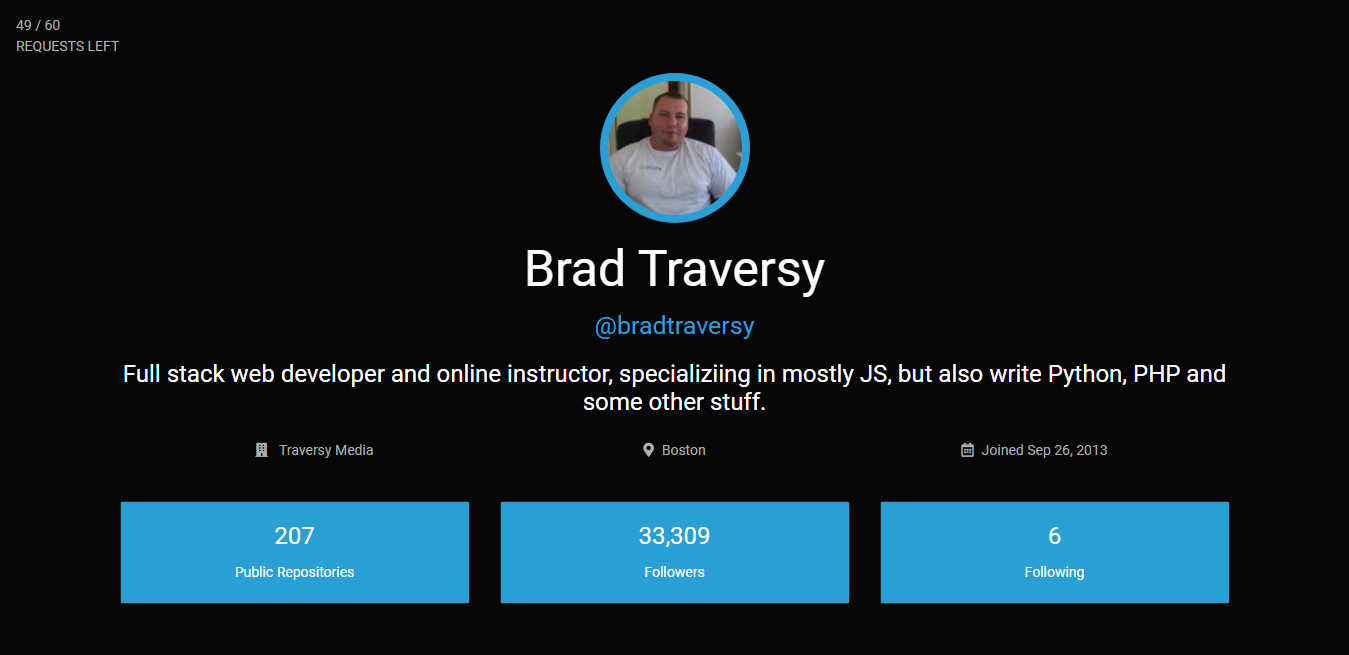 49 / 60
REQUESTS LEFT
Brad Traversy
@bradtraversy
Full stack web developer and online instructor, specializiing in mostly JS, but also write Python, PHP and
some other stuff.
Traversy Media
Boston
Joined Sep 26, 2013
207
Public Repositories
33,309
Followers
6
Following